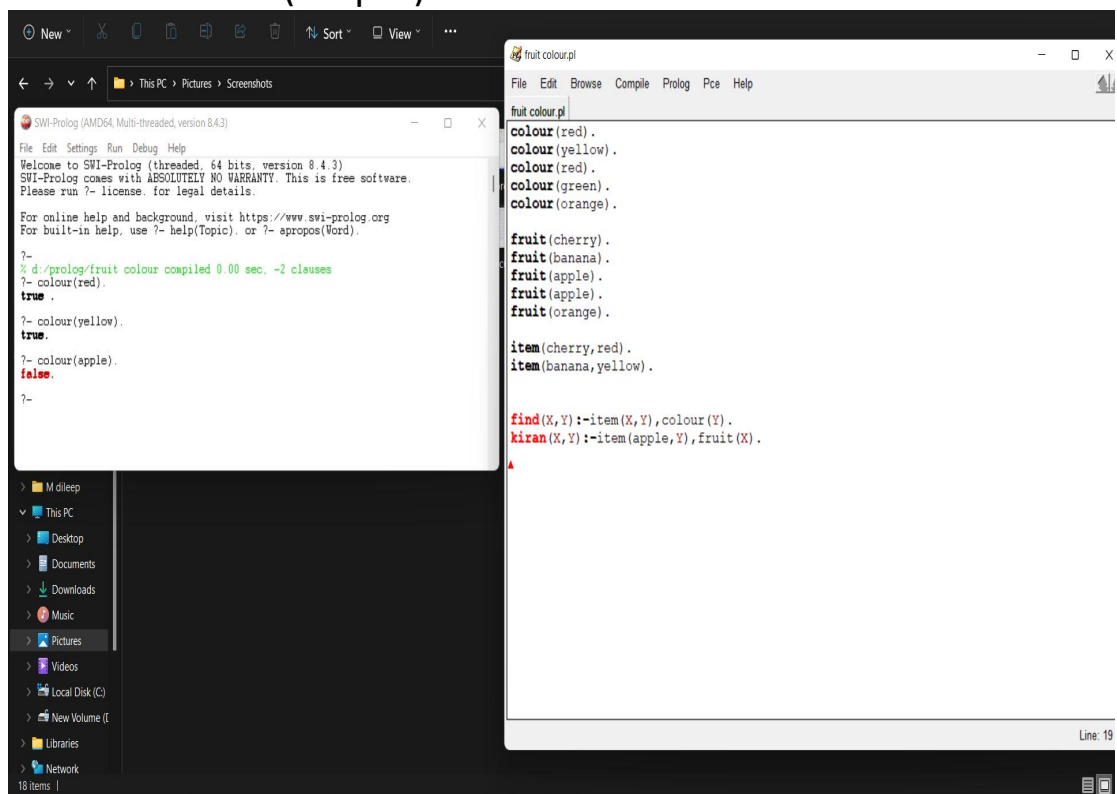 New
Sort
View
This PC > Pictures > Screenshots
SWI-Prolog (AMD64, Multi-threaded, version 8.4.3)
File Edit Settings Run Debug Help
Welcome to SWI-Prolog (threaded, 64 bits, version 8.4.3)
SWI-Prolog comes with ABSOLUTELY NO WARRANTY. This is free software.
Please run ?- license. for legal details.
For online help and background, visit https://www.swi-prolog.org
For built-in help, use ?- help(Topic). or ?- apropos(Word).
?-
% d:/prolog/fruit colour compiled 0.00 sec, -2 clauses
?- colour(red).
true .
?- colour(yellow).
true.
?- colour(apple).
false.
?-
M dileep
This PC
Desktop
Documents
Downloads
Music
Pictures
Videos
Local Disk (C:)
New Volume (D
Libraries
Network
18 items
fruit colour.pl
File Edit Browse Compile Prolog Pce Help
fruit colour.pl
colour(red).
colour(yellow).
colour(red).
colour(green).
colour(orange).
fruit(cherry).
fruit(banana).
fruit(apple).
fruit(apple).
fruit(orange).
item(cherry,red).
item(banana,yellow).
find(X,Y):-item(X,Y),colour(Y).
kiran(X,Y):-item(apple,Y),fruit(X).
Line: 19